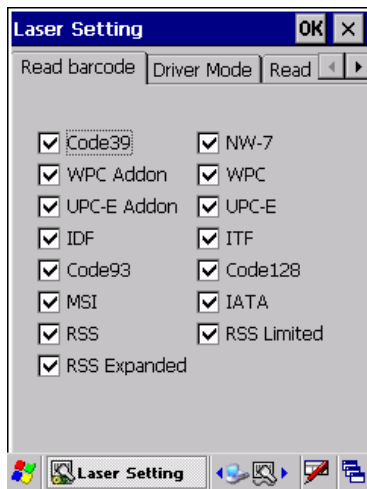 Laser Setting OK
Read barcode Driver Mode Read
Code39 NW-7
WPC Addon WPC
UPC-E Addon UPC-E
IDF ITF
Code93 Code128
MSI IATA
RSS RSS Limited
RSS Expanded
Laser Setting